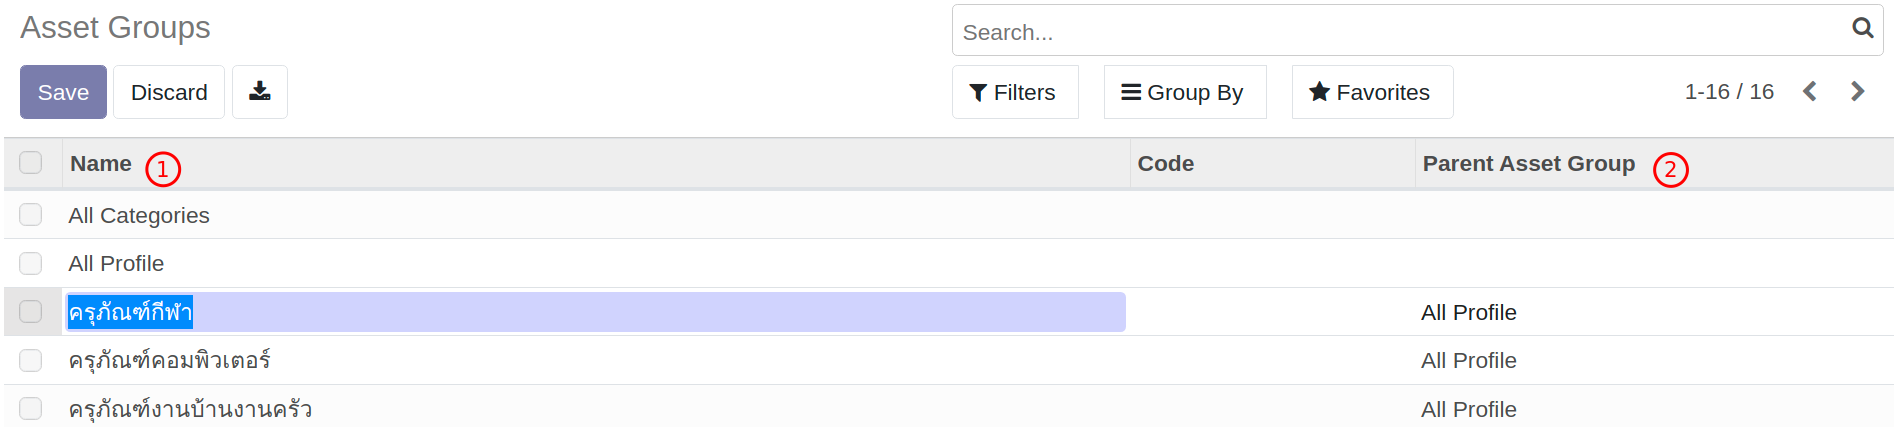 Asset Groups
Search...
Save Discard Filters Group By Favorites 1-16 / 16
Name 1 Code Parent Asset Group 2
All Categories
All Profile
ครุภัณฑ์กีฬา All Profile
ครุภัณฑ์คอมพิวเตอร์ All Profile
ครุภัณฑ์งานบ้านงานครัว All Profile